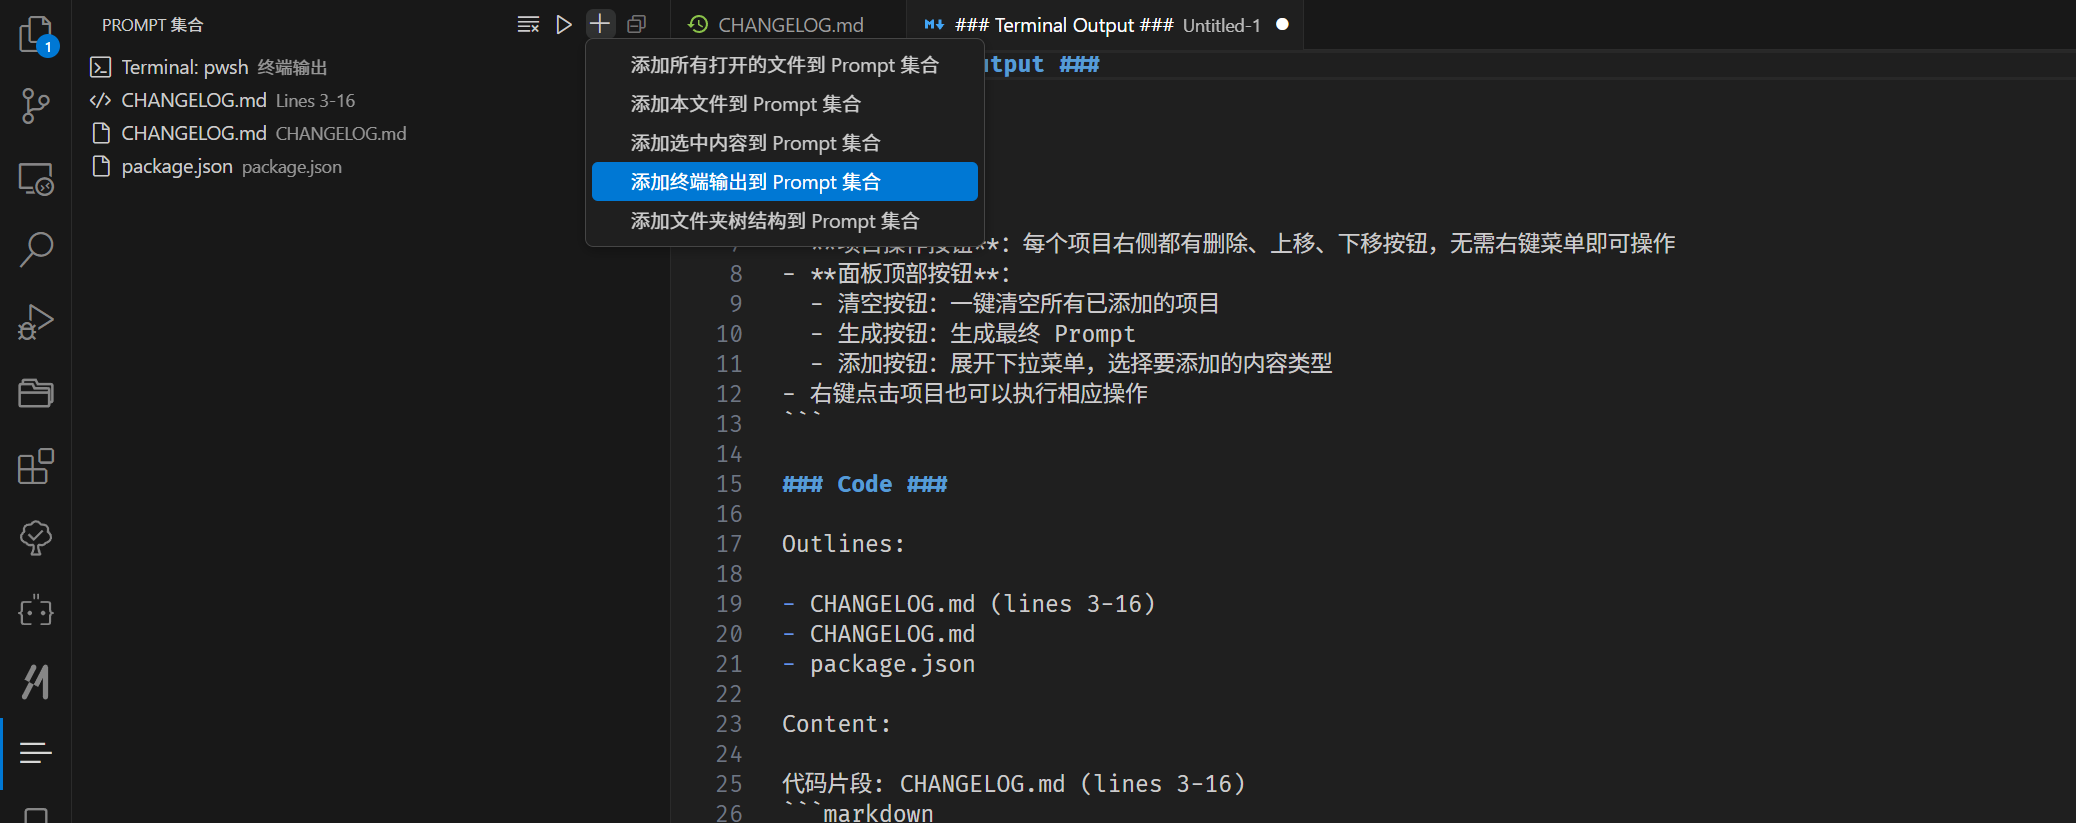 1
PROMPT 集合
Terminal: pwsh 终端输出
CHANGELOG.md Lines 3-16
CHANGELOG.md CHANGELOG.md
package.json package.json
CHANGELOG.md
### Terminal Output ### Untitled-1
添加所有打开的文件到 Prompt 集合
添加本文件到 Prompt 集合
添加选中内容到 Prompt 集合
添加终端输出到 Prompt 集合
添加文件夹树结构到 Prompt 集合
utput ###
**: 每个项目右侧都有删除、上移、下移按钮，无需右键菜单即可操作
8 - **面板顶部按钮**:
9 - 清空按钮: 一键清空所有已添加的项目
10 - 生成按钮: 生成最终 Prompt
11 - 添加按钮: 展开下拉菜单，选择要添加的内容类型
12 - 右键点击项目也可以执行相应操作
13 ```
14
15 ### Code ###
16
17 Outlines:
18
19 - CHANGELOG.md (lines 3-16)
20 - CHANGELOG.md
21 - package.json
22
23 Content:
24
25 代码片段: CHANGELOG.md (lines 3-16)
26 ```markdown